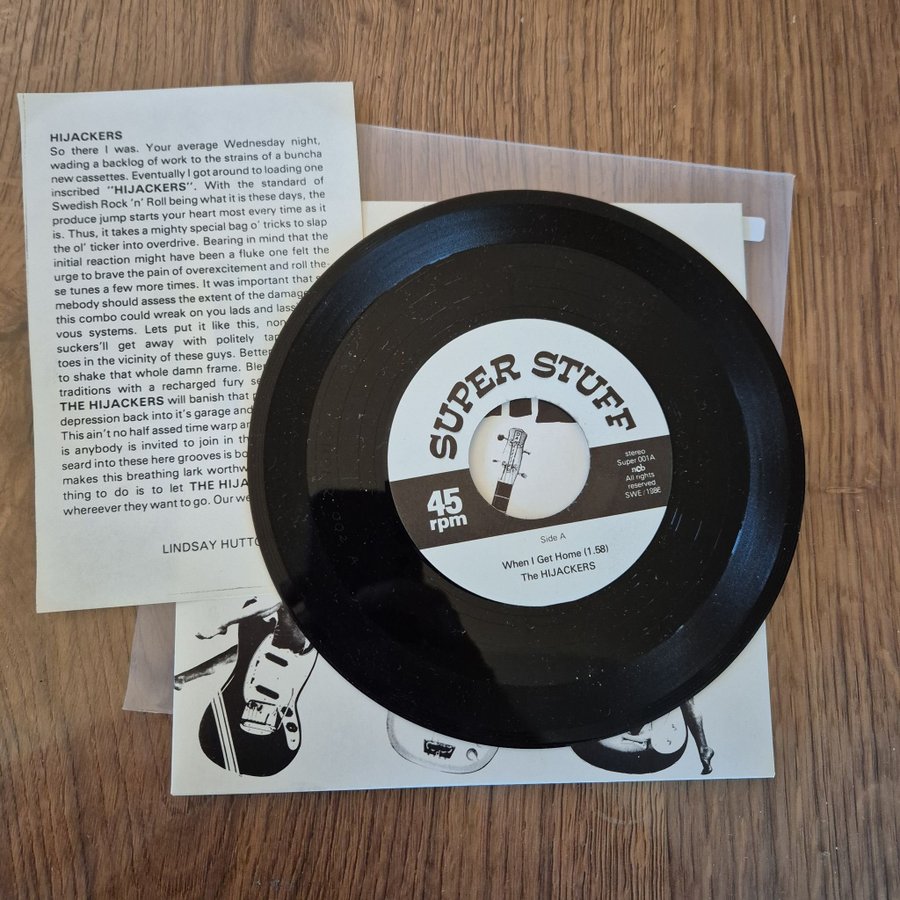 HIJACKERS
So there I was. Your average Wednesday night,
wading a backlog of work to the strains of a buncha
new cassettes. Eventually I got around to loading one
inscribed "HIJACKERS". With the standard of
Swedish Rock 'n' Roll being what it is these days, the
produce jump starts your heart most every time as it
is. Thus, it takes a mighty special bag o' tricks to slap
the ol' ticker into overdrive. Bearing in mind that the
initial reaction might have been a fluke one felt the
urge to brave the pain of overexcitement and roll the-
se tunes a few more times. It was important that
mebody should assess the extent of the damage
this combo could wreak on you lads and
vous systems. Lets put it like this,
suckers'll get away with politely
toes in the vicinity of these guys. Better
to shake that whole damn frame.
traditions with a recharged fury
THE HIJACKERS will banish that
depression back into it's garage and
This ain't no half assed time warp
is anybody is invited to join in
seard into these here grooves is
makes this breathing lark
thing to do is to let THE
whereever they want to go. Our
LINDSAY
SUPER STUFF
45
rpm
stereo
Super 001A
ncb
All rights
reserved
SWE / 1986
Side A
When I Get Home (1.58)
The HIJACKERS